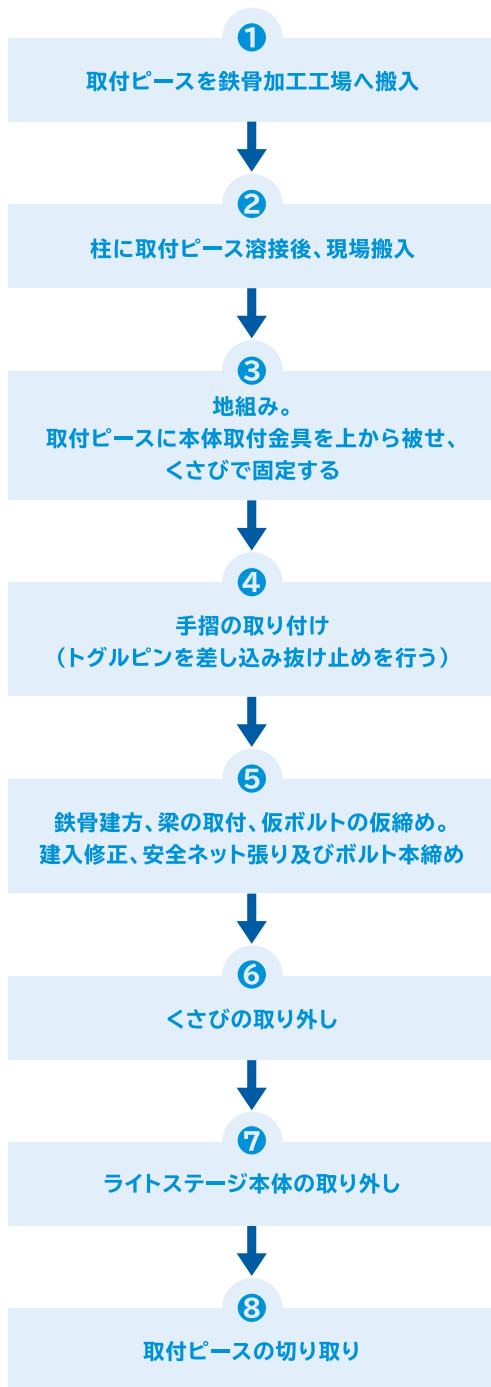 ❶
取付ピースを鉄骨加工工場へ搬入
❷
柱に取付ピース溶接後、現場搬入
❸
地組み。
取付ピースに本体取付金具を上から被せ、
くさびで固定する
❹
手摺の取り付け
（トグルピンを差し込み抜け止めを行う）
❺
鉄骨建方、梁の取付、仮ボルトの仮締め。
建入修正、安全ネット張り及びボルト本締め
❻
くさびの取り外し
❼
ライトステージ本体の取り外し
❽
取付ピースの切り取り